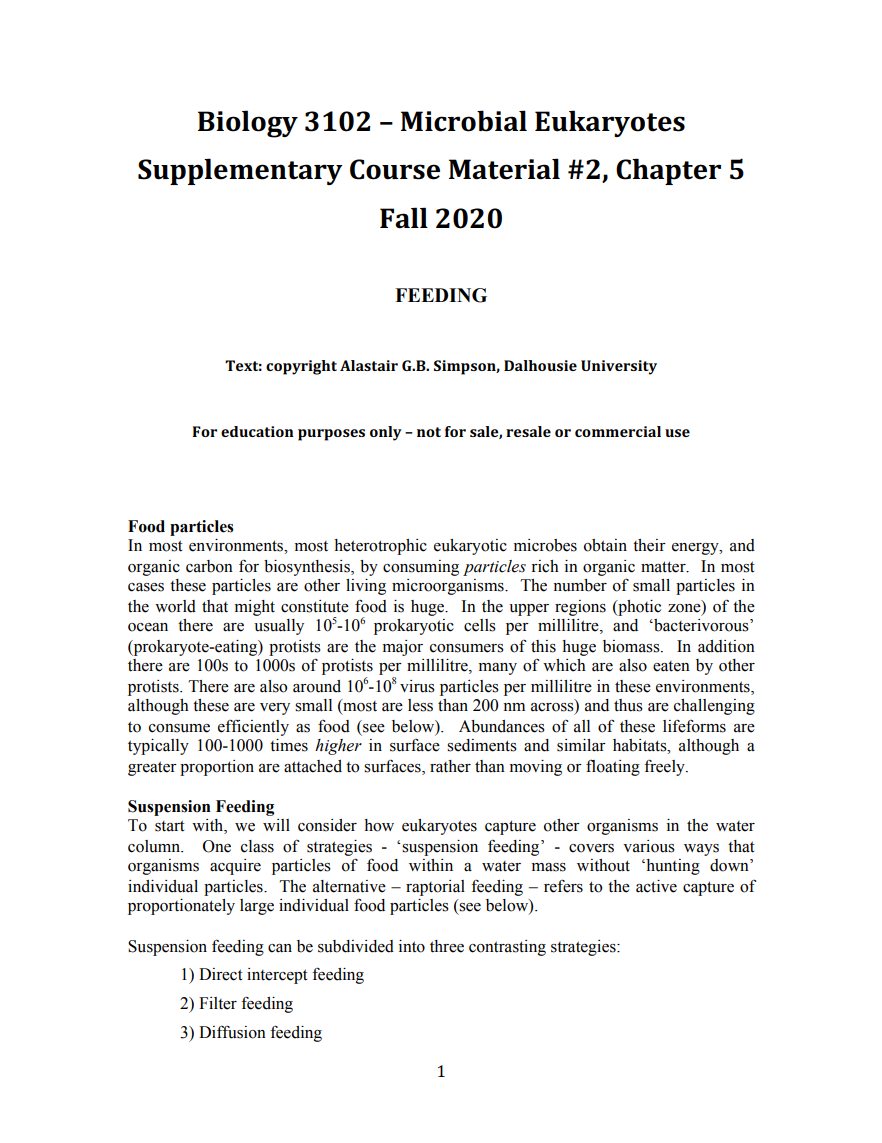 Biology 3102 – Microbial Eukaryotes
Supplementary Course Material #2, Chapter 5
Fall 2020
FEEDING
Text: copyright Alastair G.B. Simpson, Dalhousie University
For education purposes only – not for sale, resale or commercial use
Food particles
In most environments, most heterotrophic eukaryotic microbes obtain their energy, and
organic carbon for biosynthesis, by consuming particles rich in organic matter. In most
cases these particles are other living microorganisms. The number of small particles in
the world that might constitute food is huge. In the upper regions (photic zone) of the
ocean there are usually 10⁵-10⁶ prokaryotic cells per millilitre, and ‘bacterivorous’
(prokaryote-eating) protists are the major consumers of this huge biomass. In addition
there are 100s to 1000s of protists per millilitre, many of which are also eaten by other
protists. There are also around 10⁶-10⁸ virus particles per millilitre in these environments,
although these are very small (most are less than 200 nm across) and thus are challenging
to consume efficiently as food (see below). Abundances of all of these lifeforms are
typically 100-1000 times higher in surface sediments and similar habitats, although a
greater proportion are attached to surfaces, rather than moving or floating freely.
Suspension Feeding
To start with, we will consider how eukaryotes capture other organisms in the water
column. One class of strategies - ‘suspension feeding’ - covers various ways that
organisms acquire particles of food within a water mass without ‘hunting down’
individual particles. The alternative – raptorial feeding – refers to the active capture of
proportionately large individual food particles (see below).
Suspension feeding can be subdivided into three contrasting strategies:
1) Direct intercept feeding
2) Filter feeding
3) Diffusion feeding
1